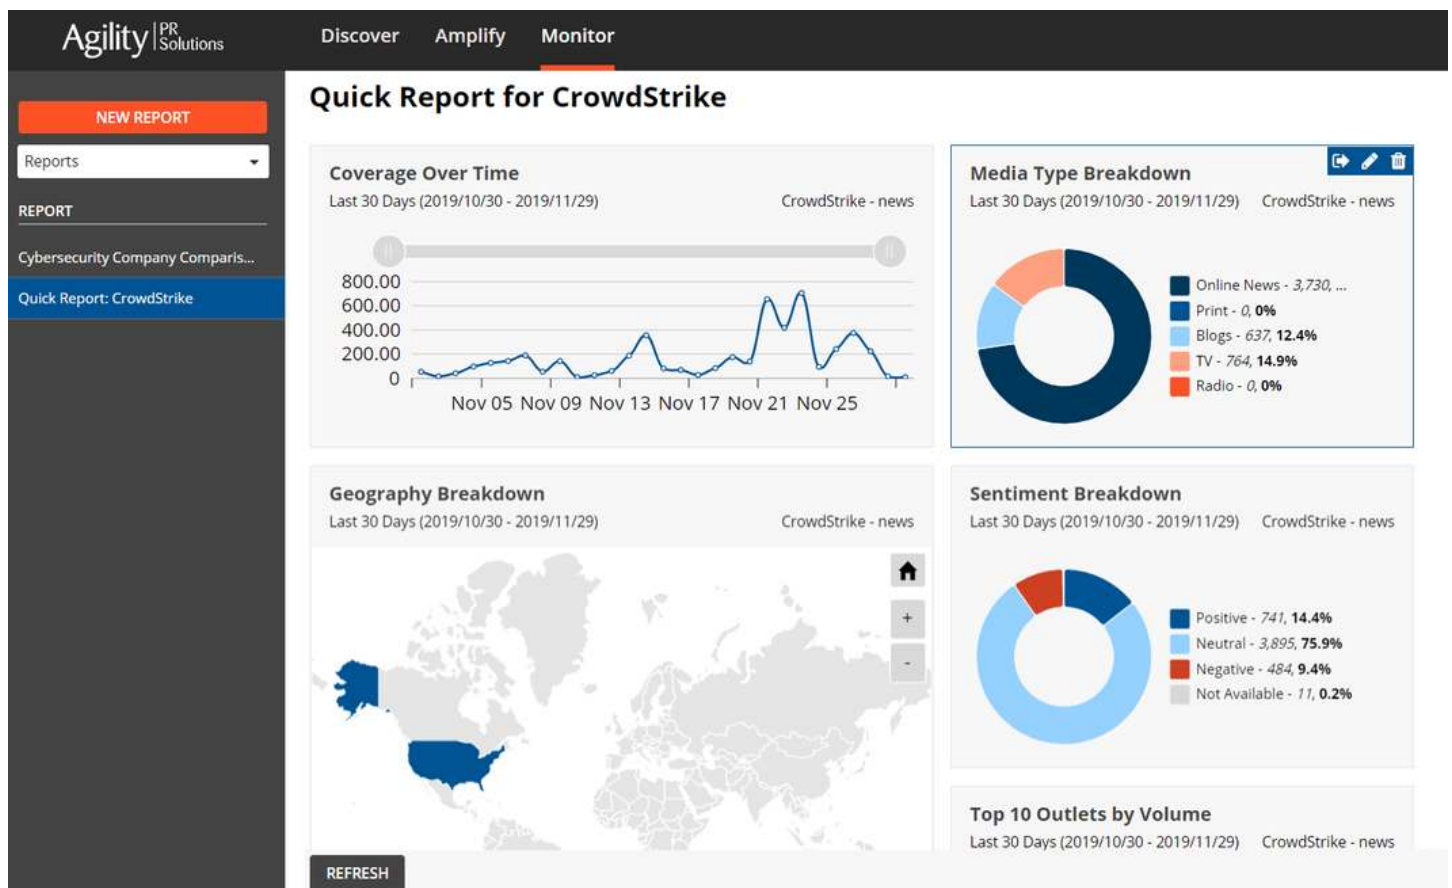 Agility PR Solutions
Discover Amplify Monitor
NEW REPORT
Reports
REPORT
Cybersecurity Company Comparis...
Quick Report: CrowdStrike
Quick Report for CrowdStrike
Coverage Over Time
Last 30 Days (2019/10/30 - 2019/11/29) CrowdStrike - news
800.00
600.00
400.00
200.00
0
Nov 05 Nov 09 Nov 13 Nov 17 Nov 21 Nov 25
Media Type Breakdown
Last 30 Days (2019/10/30 - 2019/11/29) CrowdStrike - news
Online News - 3,730, ...
Print - 0, 0%
Blogs - 637, 12.4%
TV - 764, 14.9%
Radio - 0, 0%
Geography Breakdown
Last 30 Days (2019/10/30 - 2019/11/29) CrowdStrike - news
+
-
Sentiment Breakdown
Last 30 Days (2019/10/30 - 2019/11/29) CrowdStrike - news
Positive - 741, 14.4%
Neutral - 3,895, 75.9%
Negative - 484, 9.4%
Not Available - 11, 0.2%
Top 10 Outlets by Volume
Last 30 Days (2019/10/30 - 2019/11/29) CrowdStrike - news
REFRESH